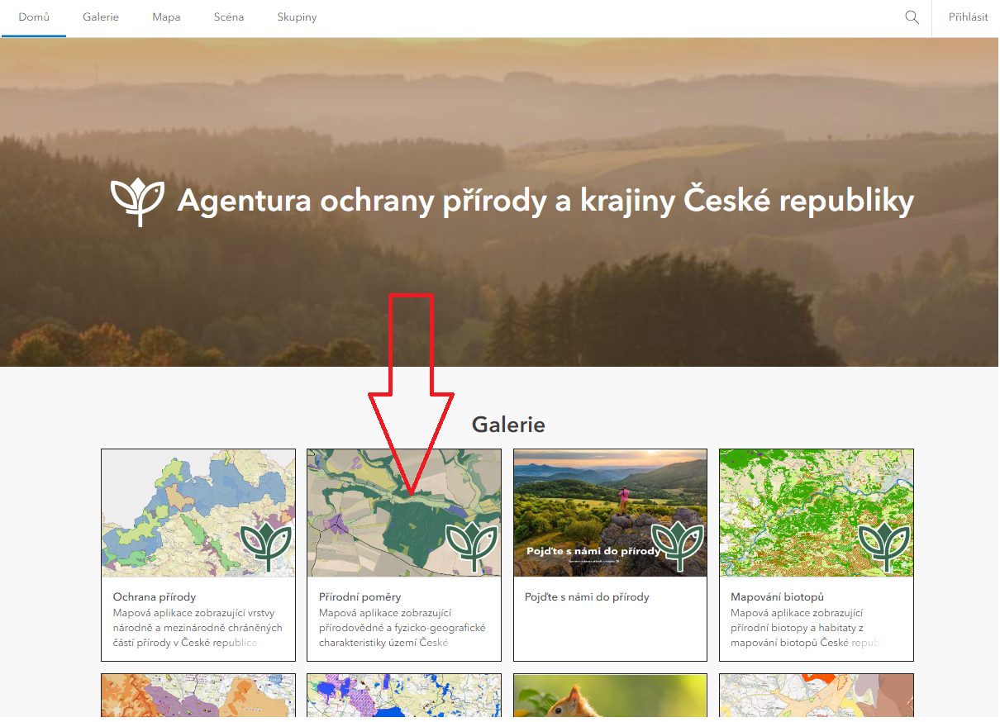 Domů
Galerie
Mapa
Scéna
Skupiny
Přihlásit
Agentura ochrany přírody a krajiny České republiky
Galerie
Pojďte s námi do přírody
Ochrana přírody
Mapová aplikace zobrazující vrstvy
národně a mezinárodně chráněných
částí přírody v České republice.
Přírodní poměry
Mapová aplikace zobrazující
přírodovědné a fyzicko-geografické
charakteristiky území České
Pojďte s námi do přírody
Mapování biotopů
Mapová aplikace zobrazující
přírodní biotopy a habitaty z
mapování biotopů České repub